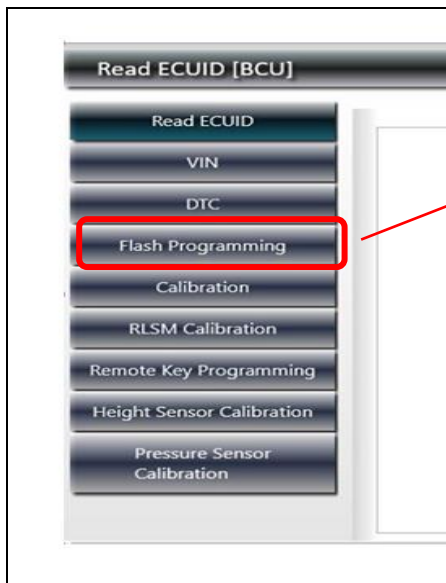 Read ECUID [BCU]
Read ECUID
VIN
DTC
Flash Programming
Calibration
RLSM Calibration
Remote Key Programming
Height Sensor Calibration
Pressure Sensor
Calibration